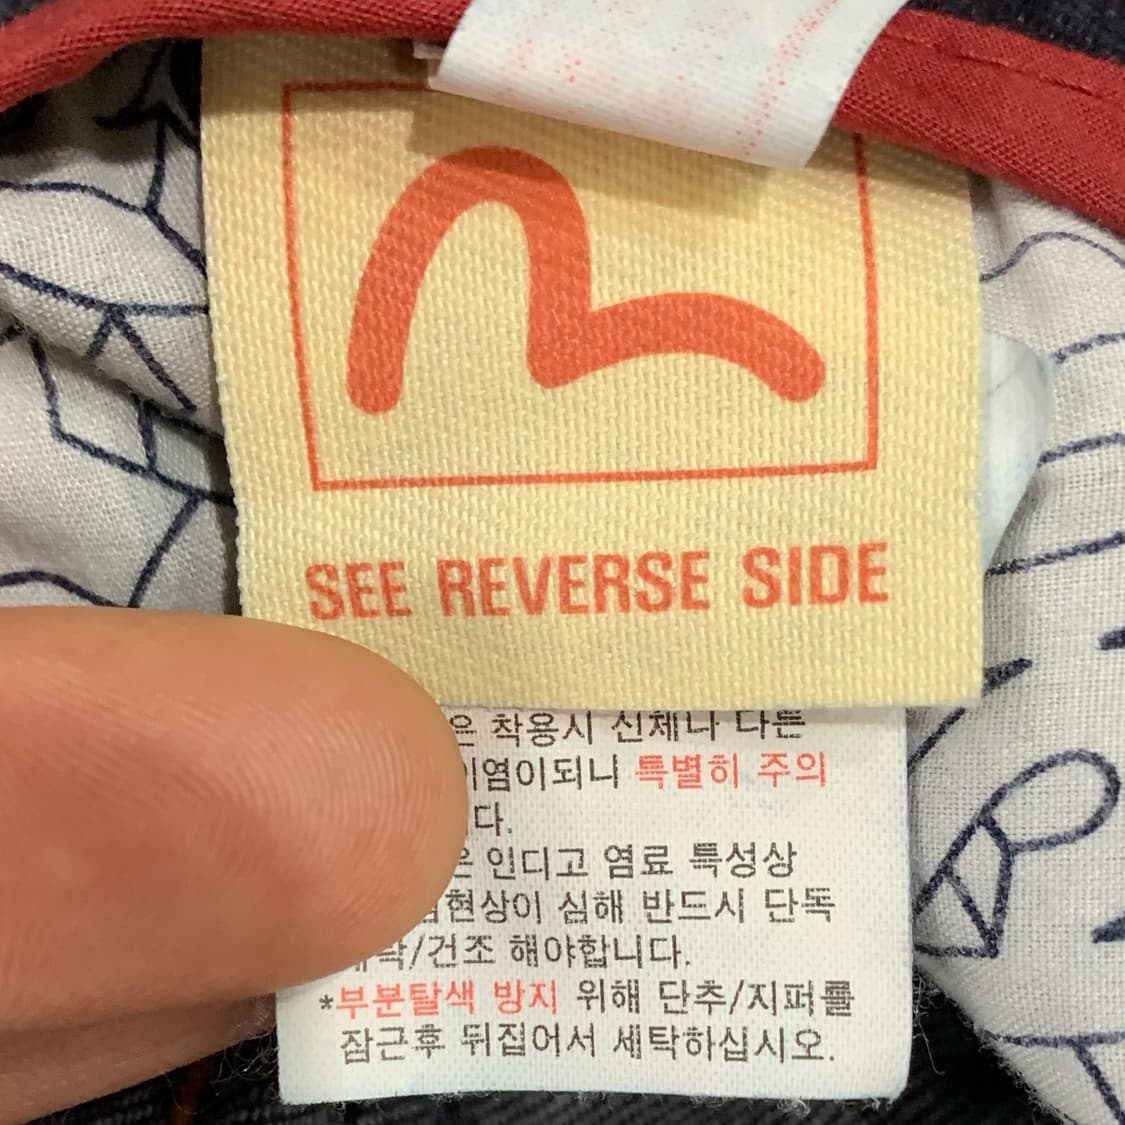 SEE REVERSE SIDE
은 착용시 신체나 다른
이염이되니 특별히 주의
다.
은 인디고 염료 특성상
현상이 심해 반드시 단독
세탁/건조 해야합니다.
*부분탈색 방지 위해 단추/지퍼를
잠근후 뒤집어서 세탁하십시오.